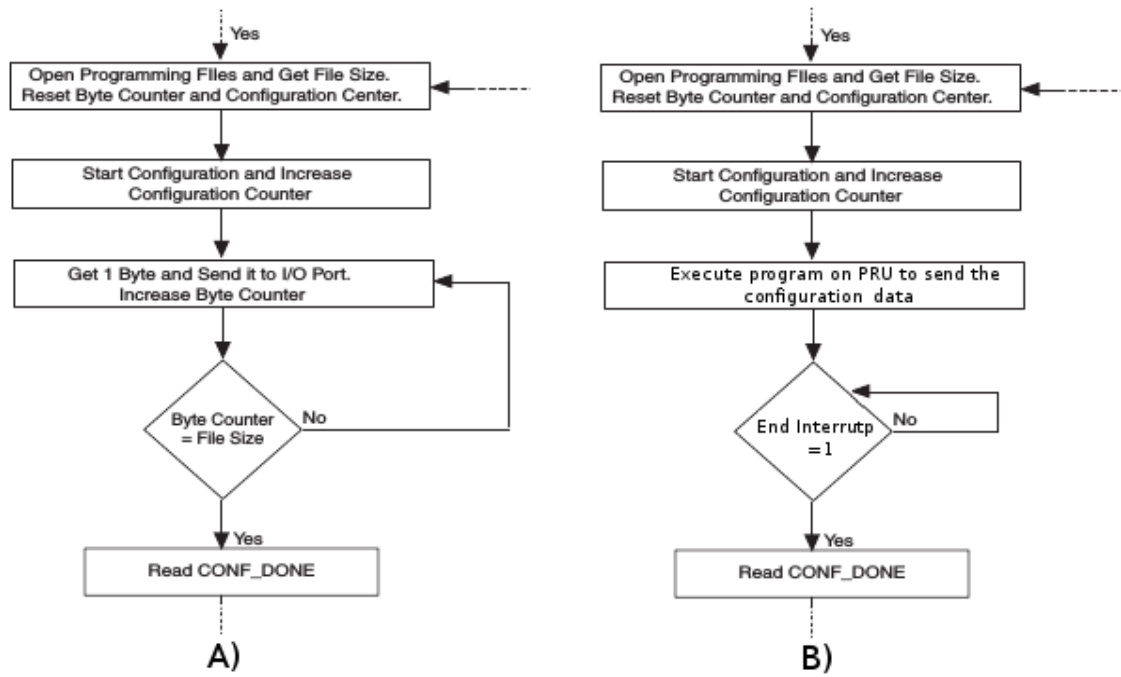 Yes
Open Programming FIles and Get File Size.
Reset Byte Counter and Configuration Center.
Start Configuration and Increase
Configuration Counter
Get 1 Byte and Send it to I/O Port.
Increase Byte Counter
Byte Counter
= File Size
No
Yes
Read CONF_DONE
A)
Yes
Open Programming FIles and Get File Size.
Reset Byte Counter and Configuration Center.
Start Configuration and Increase
Configuration Counter
Execute program on PRU to send the
configuration data
End Interrutp
=1
No
Yes
Read CONF_DONE
B)